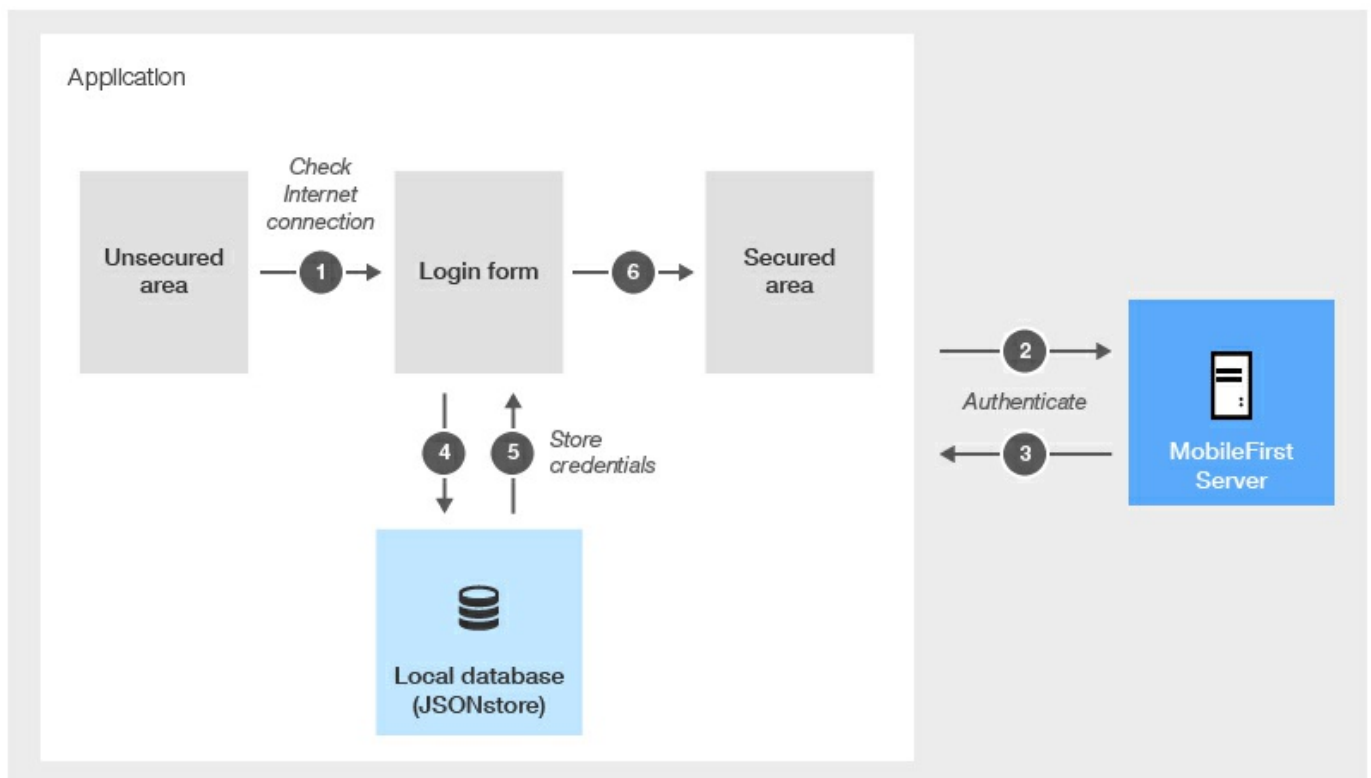 Application
Check
Internet
connection
Unsecured
area
1
Login form
6
Secured
area
2
Authenticate
3
MobileFirst
Server
4
5
Store
credentials
Local database
(JSONstore)